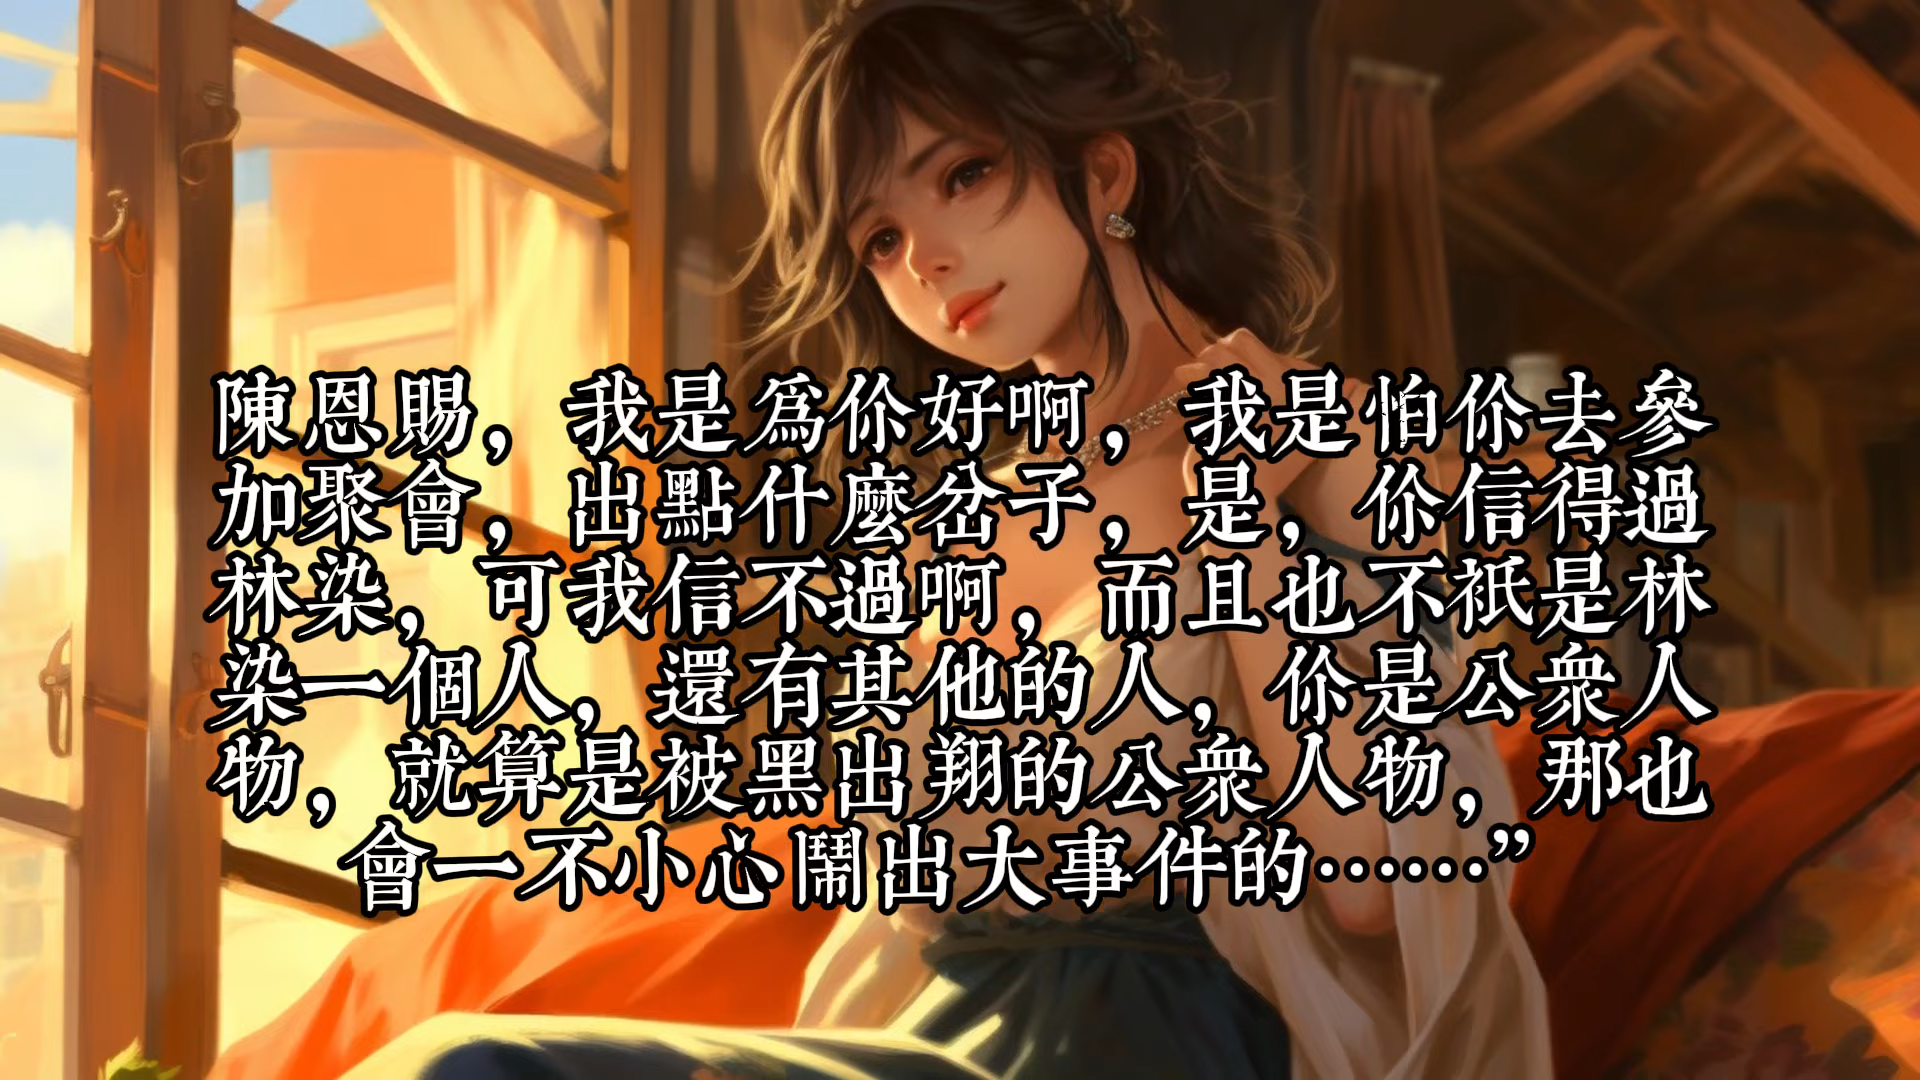 陳恩賜，我是爲伱好啊，我是怕伱去參
加聚會，出點什麼岔子，是，伱信得過
林染，可我信不過啊，而且也不衹是林
染一個人，還有其他的人，伱是公衆人
物，就算是被黑出翔的公衆人物，那也
會一不小心鬧出大事件的……”